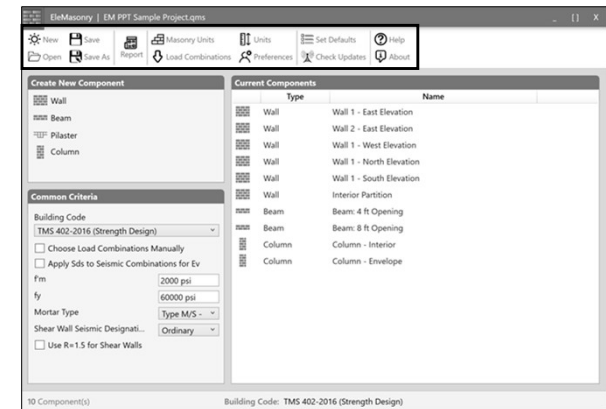 EleMasonry | EM PPT Sample Project.qms
New Save Masonry Units Units Set Defaults Help
Open Save As Report Load Combinations Preferences Check Updates About
Create New Component
Wall
Beam
Pilaster
Column
Common Criteria
Building Code
TMS 402-2016 (Strength Design)
Choose Load Combinations Manually
Apply Sds to Seismic Combinations for Ev
f'm 2000 psi
fy 60000 psi
Mortar Type Type M/S -
Shear Wall Seismic Designati... Ordinary
Use R=1.5 for Shear Walls
Current Components
Type Name
Wall Wall 1 - East Elevation
Wall Wall 2 - East Elevation
Wall Wall 1 - West Elevation
Wall Wall 1 - North Elevation
Wall Wall 1 - South Elevation
Wall Interior Partition
Beam Beam: 4 ft Opening
Beam Beam: 8 ft Opening
Column Column - Interior
Column Column - Envelope
10 Component(s) Building Code: TMS 402-2016 (Strength Design)